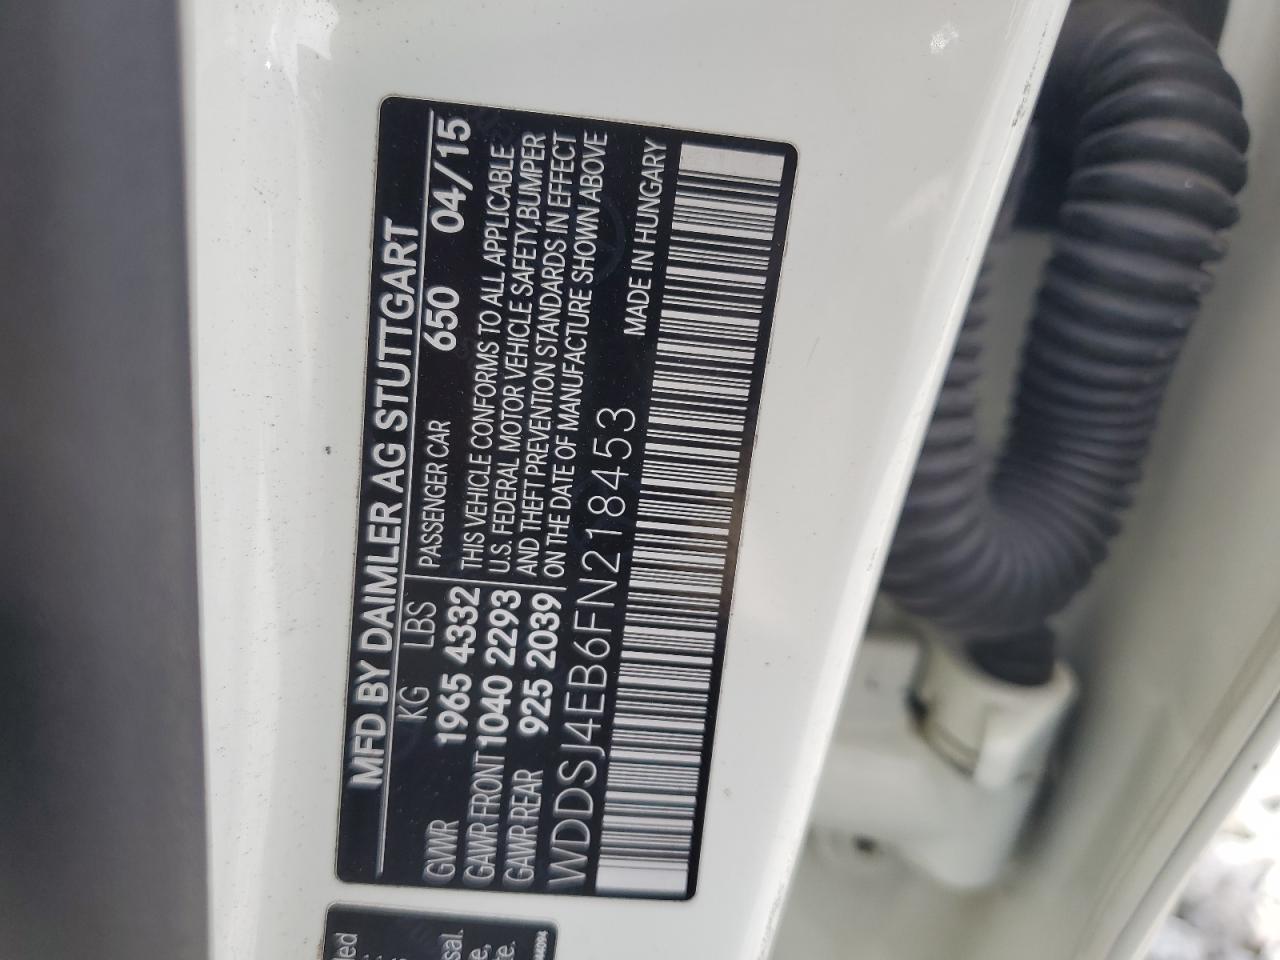 MFD BY DAIMLER AG STUTTGART
KG LBS PASSENGER CAR 650 04/15
GVWR 1965 4332 THIS VEHICLE CONFORMS TO ALL APPLICABLE
GAWR FRONT 1040 2293 U.S. FEDERAL MOTOR VEHICLE SAFETY,BUMPER
GAWR REAR 925 2039 AND THEFT PREVENTION STANDARDS IN EFFECT
ON THE DATE OF MANUFACTURE SHOWN ABOVE
WDDSJ4EB6FN218453 MADE IN HUNGARY